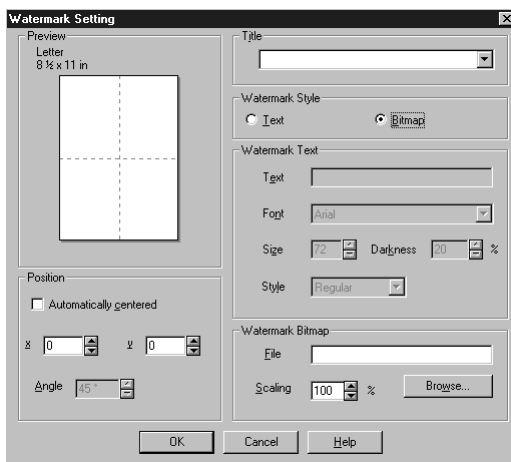 Watermark Setting
Preview
Letter
8 ½ x 11 in
Position
Automatically centered
x 0 y 0
Angle 45 °
Title
Watermark Style
Text Bitmap
Watermark Text
Text
Font Arial
Size 72 Darkness 20 %
Style Regular
Watermark Bitmap
File
Scaling 100 % Browse...
OK Cancel Help